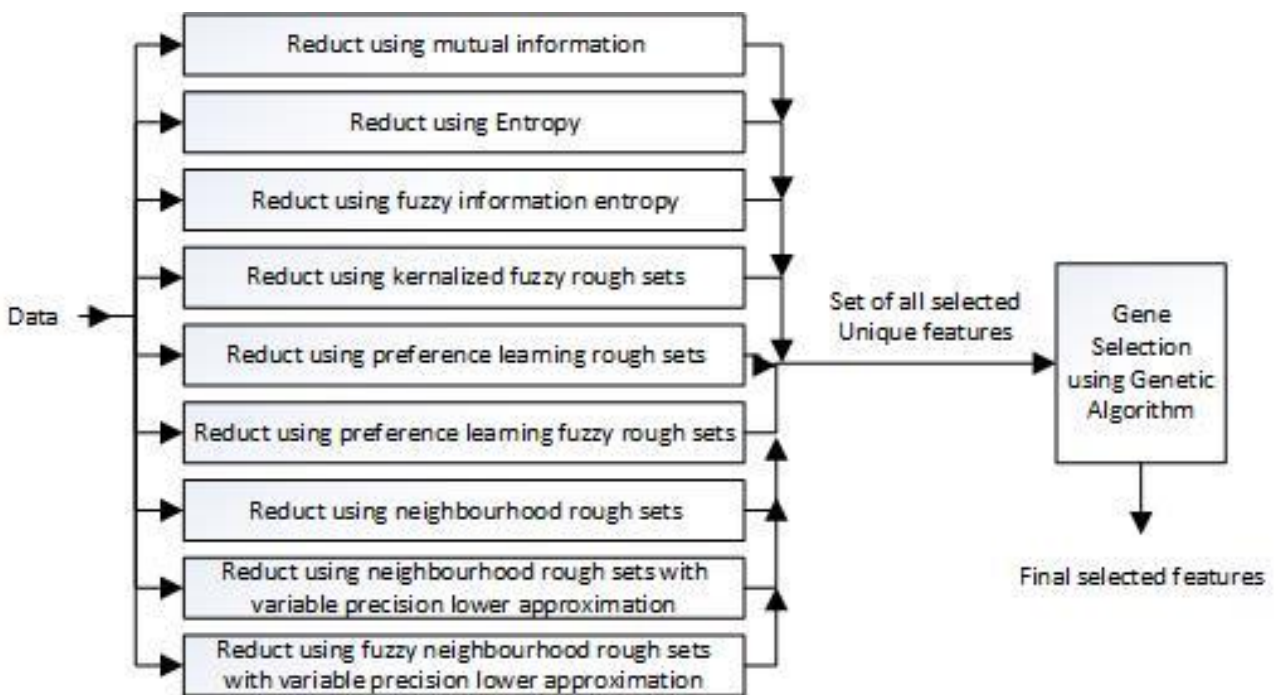 Reduct using mutual information
Reduct using Entropy
Reduct using fuzzy information entropy
Reduct using kernalized fuzzy rough sets
Data
Reduct using preference learning rough sets
Reduct using preference learning fuzzy rough sets
Reduct using neighbourhood rough sets
Reduct using neighbourhood rough sets with
variable precision lower approximation
Reduct using fuzzy neighbourhood rough sets
with variable precision lower approximation
Set of all selected
Unique features
Gene
Selection
using Genetic
Algorithm
Final selected features